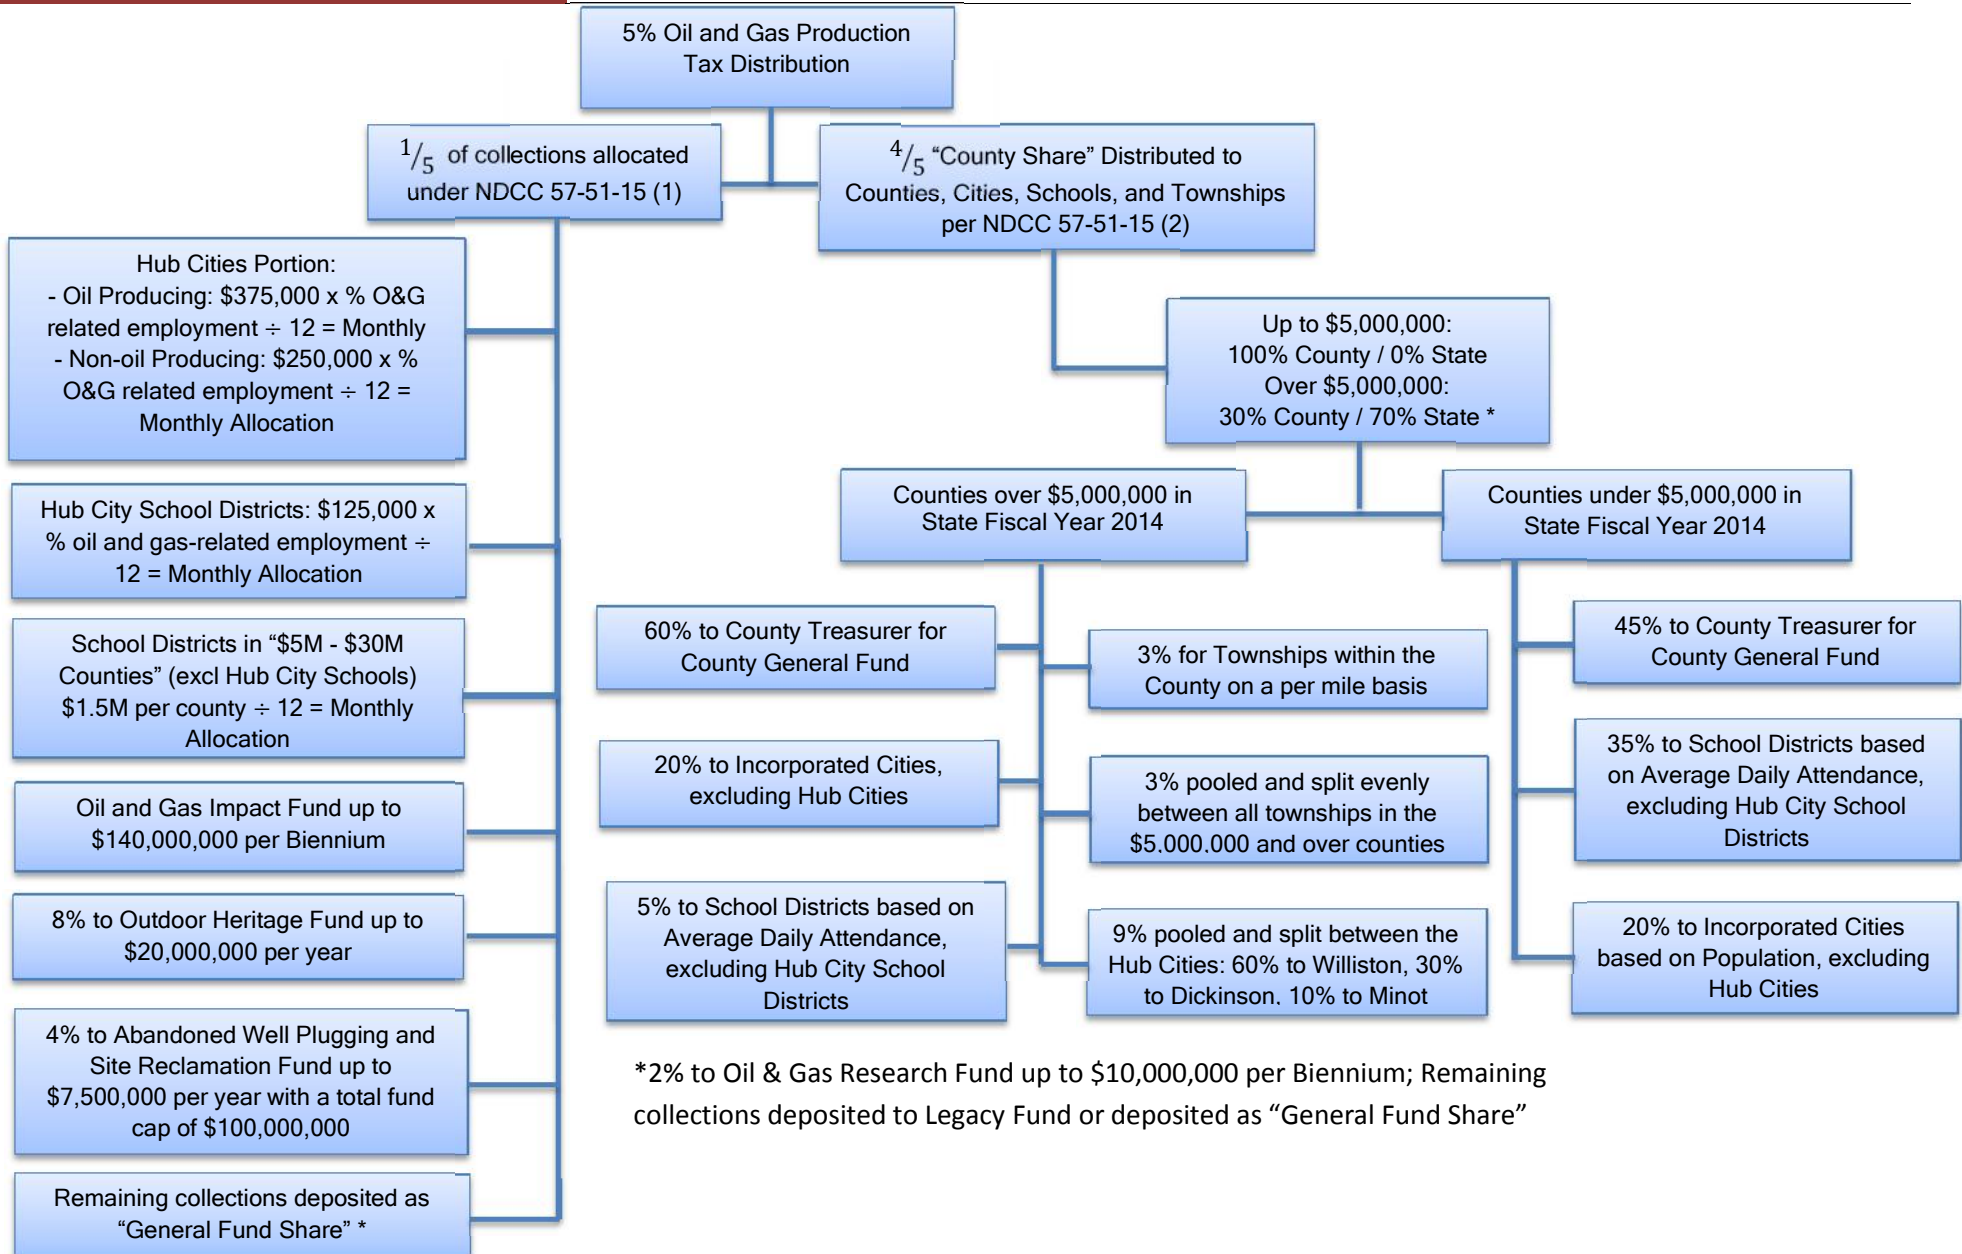 5% Oil and Gas Production
Tax Distribution
1/5 of collections allocated
under NDCC 57-51-15 (1)
4/5 “County Share” Distributed to
Counties, Cities, Schools, and Townships
per NDCC 57-51-15 (2)
Hub Cities Portion:
- Oil Producing: $375,000 x % O&G
related employment ÷ 12 = Monthly
- Non-oil Producing: $250,000 x %
O&G related employment ÷ 12 =
Monthly Allocation
Hub City School Districts: $125,000 x
% oil and gas-related employment ÷
12 = Monthly Allocation
School Districts in “$5M - $30M
Counties” (excl Hub City Schools)
$1.5M per county ÷ 12 = Monthly
Allocation
Oil and Gas Impact Fund up to
$140,000,000 per Biennium
8% to Outdoor Heritage Fund up to
$20,000,000 per year
4% to Abandoned Well Plugging and
Site Reclamation Fund up to
$7,500,000 per year with a total fund
cap of $100,000,000
Remaining collections deposited as
“General Fund Share” *
Up to $5,000,000:
100% County / 0% State
Over $5,000,000:
30% County / 70% State *
Counties over $5,000,000 in
State Fiscal Year 2014
Counties under $5,000,000 in
State Fiscal Year 2014
60% to County Treasurer for
County General Fund
20% to Incorporated Cities,
excluding Hub Cities
5% to School Districts based on
Average Daily Attendance,
excluding Hub City School
Districts
3% for Townships within the
County on a per mile basis
3% pooled and split evenly
between all townships in the
$5,000,000 and over counties
9% pooled and split between the
Hub Cities: 60% to Williston, 30%
to Dickinson, 10% to Minot
45% to County Treasurer for
County General Fund
35% to School Districts based
on Average Daily Attendance,
excluding Hub City School
Districts
20% to Incorporated Cities
based on Population, excluding
Hub Cities
*2% to Oil & Gas Research Fund up to $10,000,000 per Biennium; Remaining
collections deposited to Legacy Fund or deposited as “General Fund Share”